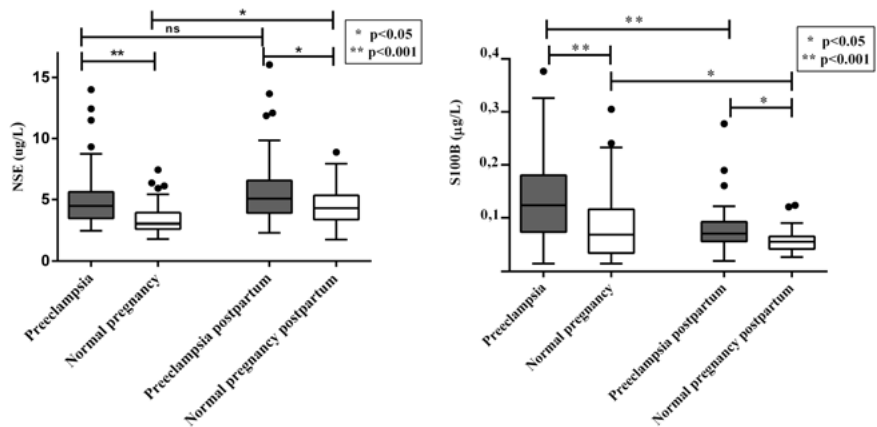 *
ns
**
*
* p<0.05
** p<0.001
NSE (ug/L)
15
10
5
0
Preeclampsia
Normal pregnancy
Preeclampsia postpartum
Normal pregnancy postpartum
**
**
*
*
* p<0.05
** p<0.001
S100B (µg/L)
0,4
0,3
0,2
0,1
Preeclampsia
Normal pregnancy
Preeclampsia postpartum
Normal pregnancy postpartum